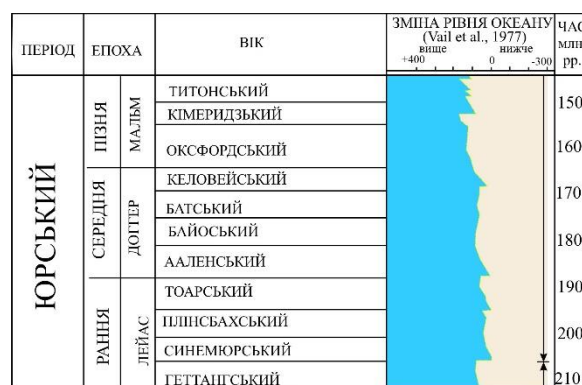 ПЕРІОД ЕПОХА ВІК
ЗМІНА РІВНЯ ОКЕАНУ
(Vail et al., 1977)
вище нижче
+400 0 -300
ЧАС
млн
рр.
ЮРСЬКИЙ
ПІЗНЯ
МАЛЬМ
ТИТОНСЬКИЙ
КІМЕРИДЗЬКИЙ
ОКСФОРДСЬКИЙ
СЕРЕДНЯ
ДОГГЕР
КЕЛОВЕЙСЬКИЙ
БАТСЬКИЙ
БАЙОСЬКИЙ
ААЛЕНСЬКИЙ
РАННЯ
ЛЕЙАС
ТОАРСЬКИЙ
ПЛІНСБАХСЬКИЙ
СИНЕМЮРСЬКИЙ
ГЕТТАНГСЬКИЙ
150
160
170
180
190
200
210